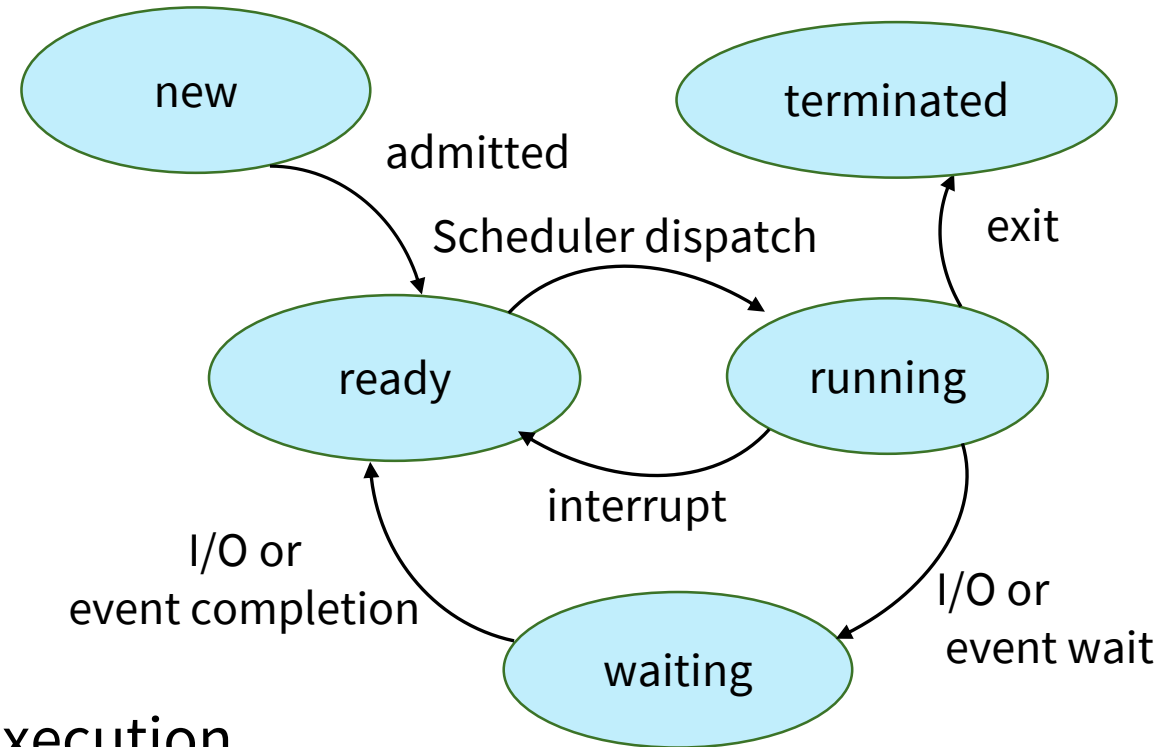 new
terminated
admitted
exit
Scheduler dispatch
ready
running
interrupt
I/O or
event completion
I/O or
event wait
waiting